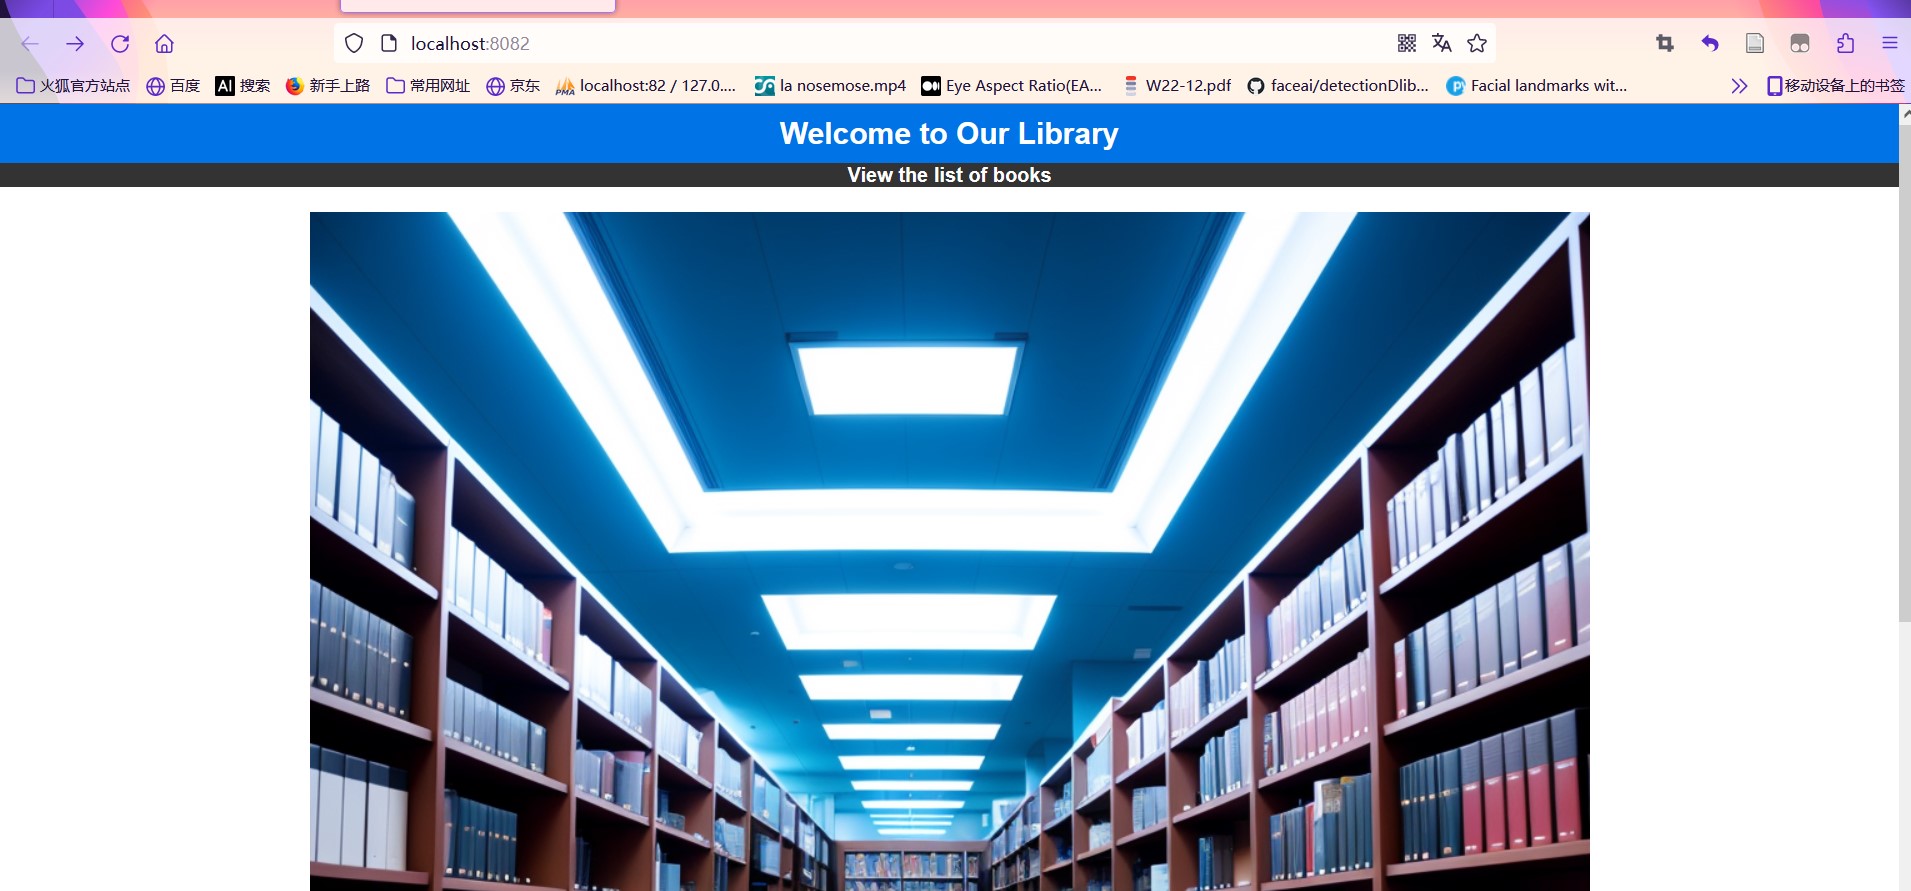 localhost:8082
火狐官方站点 百度 AI 搜索 新手上路 常用网址 京东 PMA localhost:82 / 127.0.... la nosemose.mp4 Eye Aspect Ratio(EA... W22-12.pdf faceai/detectionDlib... Facial landmarks wit... 移动设备上的书签
Welcome to Our Library
View the list of books